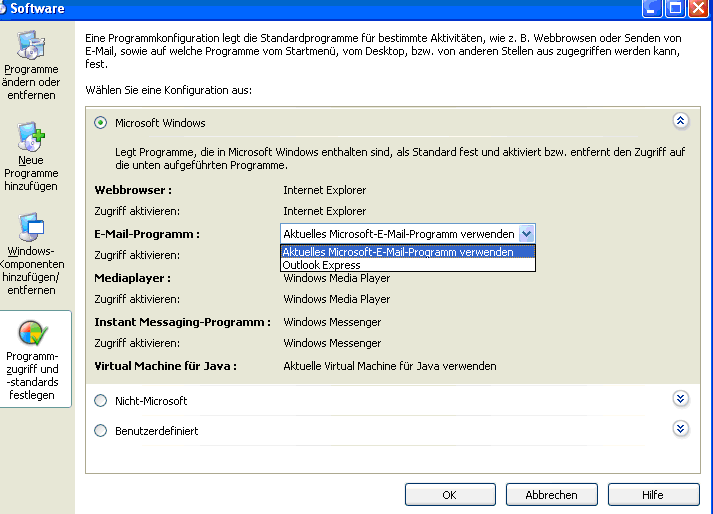 Software
Programme
ändern oder
entfernen
Neue
Programme
hinzufügen
Windows-
Komponenten
hinzufügen/
entfernen
Programm-
zugriff und
-standards
festlegen
Eine Programmkonfiguration legt die Standardprogramme für bestimmte Aktivitäten, wie z. B. Webbrowser oder Senden von
E-Mail, sowie auf welche Programme vom Startmenü, vom Desktop, bzw. von anderen Stellen aus zugegriffen werden kann,
fest.
Wählen Sie eine Konfiguration aus:
Microsoft Windows
Legt Programme, die in Microsoft Windows enthalten sind, als Standard fest und aktiviert bzw. entfernt den Zugriff auf
die unten aufgeführten Programme.
Webbrowser : Internet Explorer
Zugriff aktivieren: Internet Explorer
E-Mail-Programm : Aktuelles Microsoft-E-Mail-Programm verwenden
Aktuelles Microsoft-E-Mail-Programm verwenden
Zugriff aktivieren:
Outlook Express
Mediaplayer : Windows Media Player
Zugriff aktivieren: Windows Media Player
Instant Messaging-Programm : Windows Messenger
Zugriff aktivieren: Windows Messenger
Virtual Machine für Java : Aktuelle Virtual Machine für Java verwenden
Nicht-Microsoft
Benutzerdefiniert
OK Abbrechen Hilfe